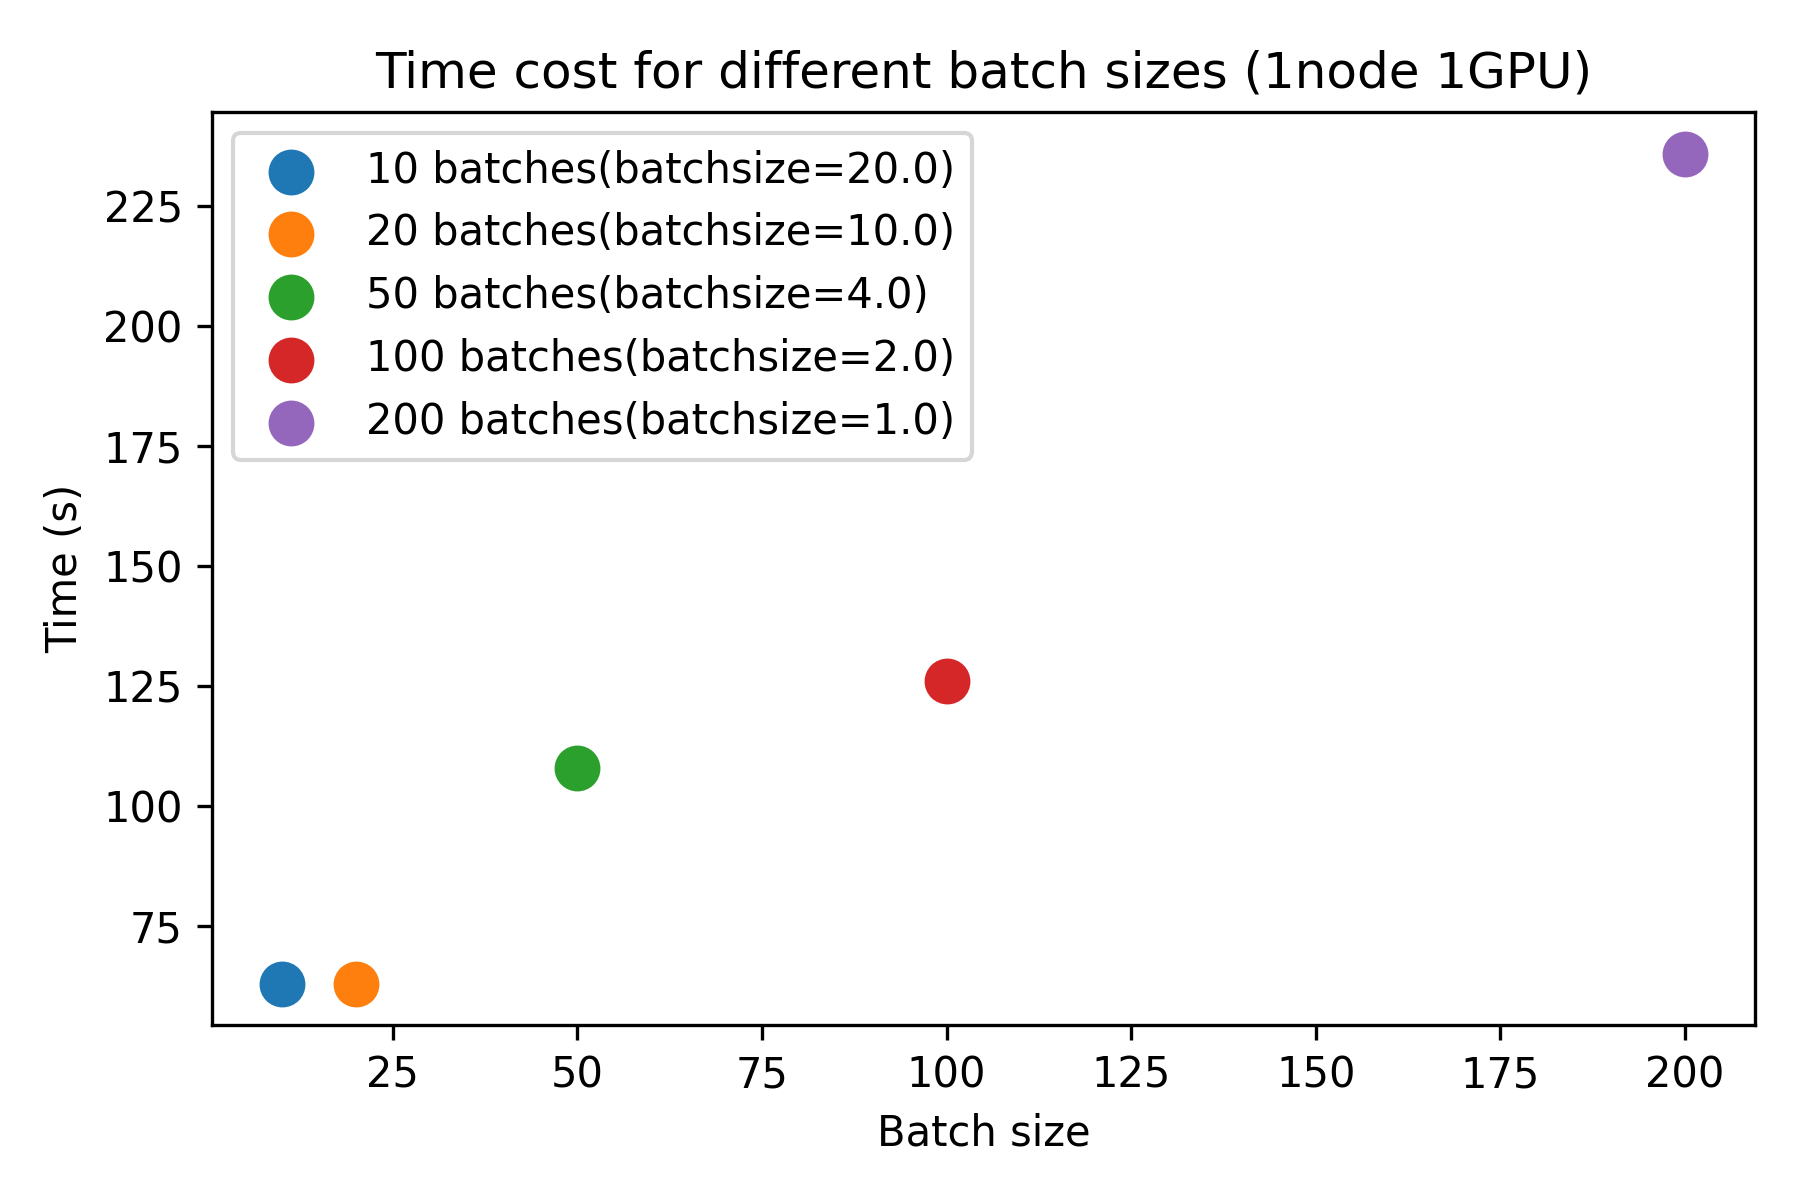 Time cost for different batch sizes (1node 1GPU)
10 batches(batchsize=20.0)
20 batches(batchsize=10.0)
50 batches(batchsize=4.0)
100 batches(batchsize=2.0)
200 batches(batchsize=1.0)
225
200
175
150
125
100
75
Time (s)
25 50 75 100 125 150 175 200
Batch size